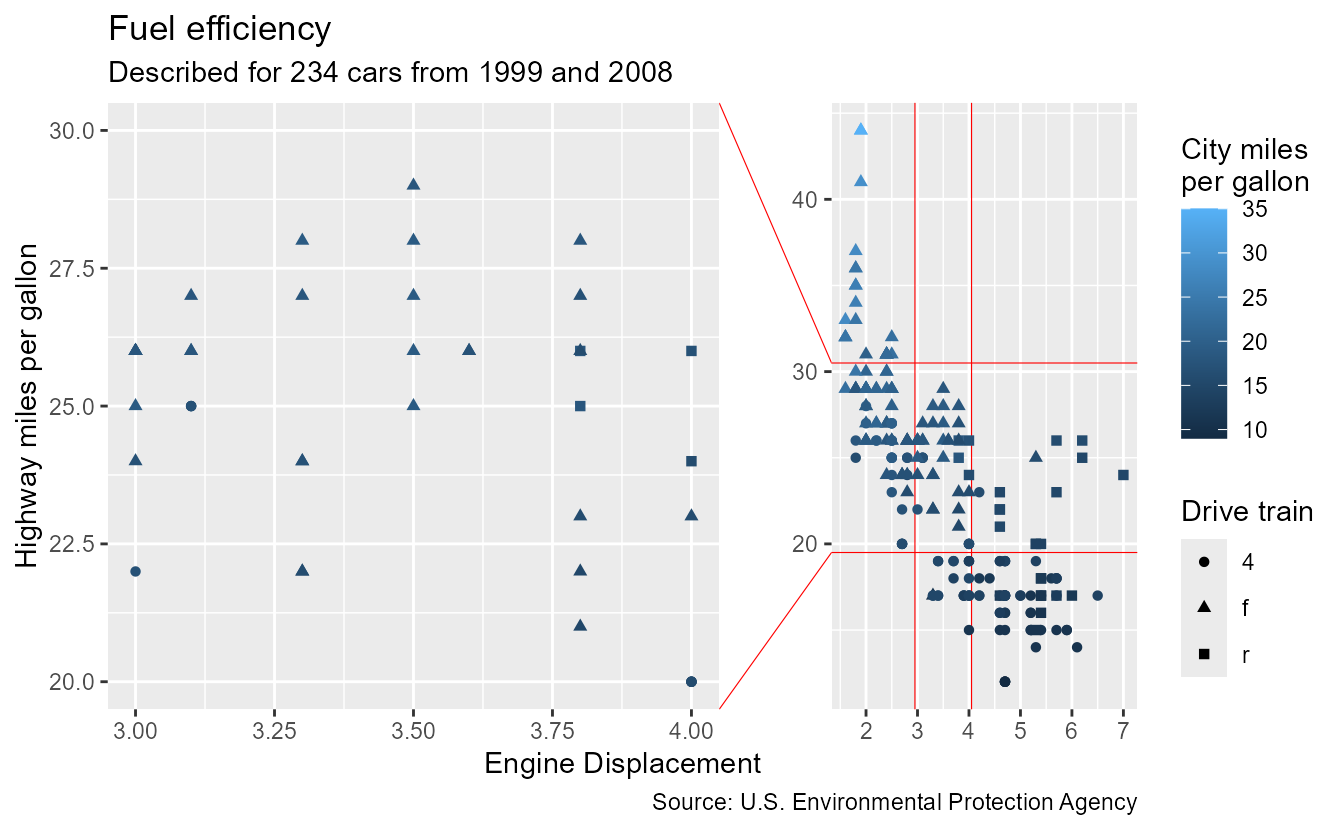 Fuel efficiency
Described for 234 cars from 1999 and 2008
Highway miles per gallon
30.0
27.5
25.0
22.5
20.0
3.00 3.25 3.50 3.75 4.00
40
30
20
2 3 4 5 6 7
Engine Displacement
City miles
per gallon
35
30
25
20
15
10
Drive train
4
f
r
Source: U.S. Environmental Protection Agency